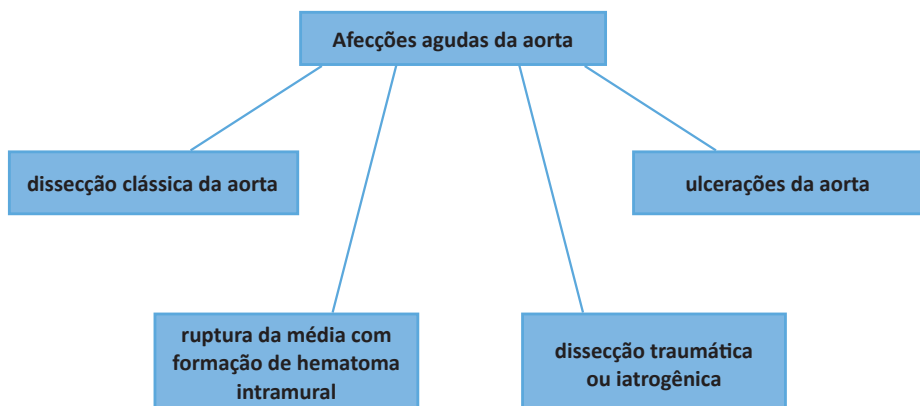 Afecções agudas da aorta
dissecção clássica da aorta
ulcerações da aorta
ruptura da média com
formação de hematoma
intramural
dissecção traumática
ou iatrogênica